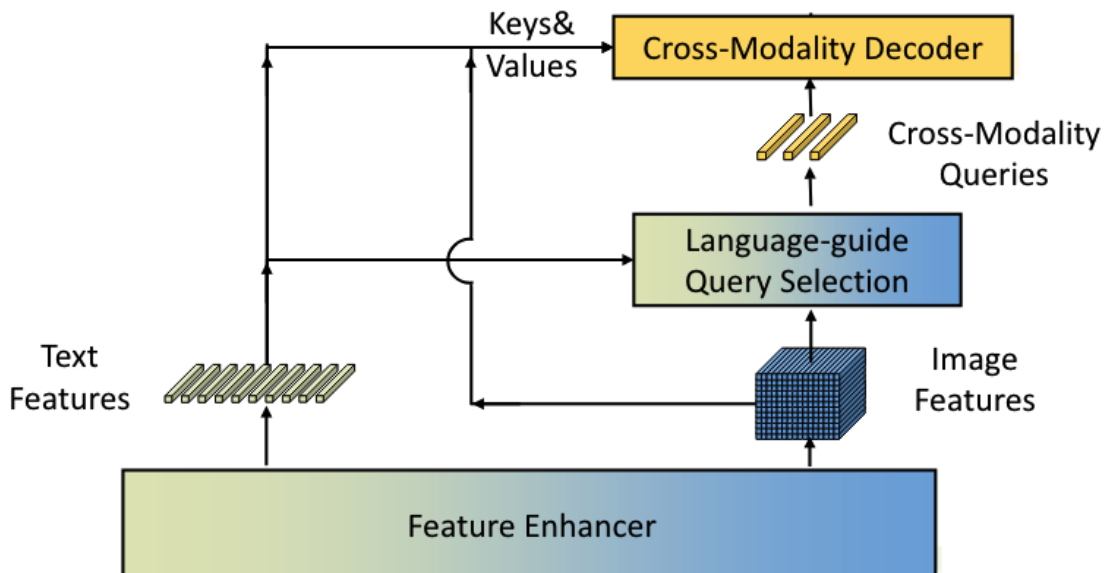 Keys&
Values
Cross-Modality Decoder
Cross-Modality
Queries
Language-guide
Query Selection
Text
Features
Image
Features
Feature Enhancer